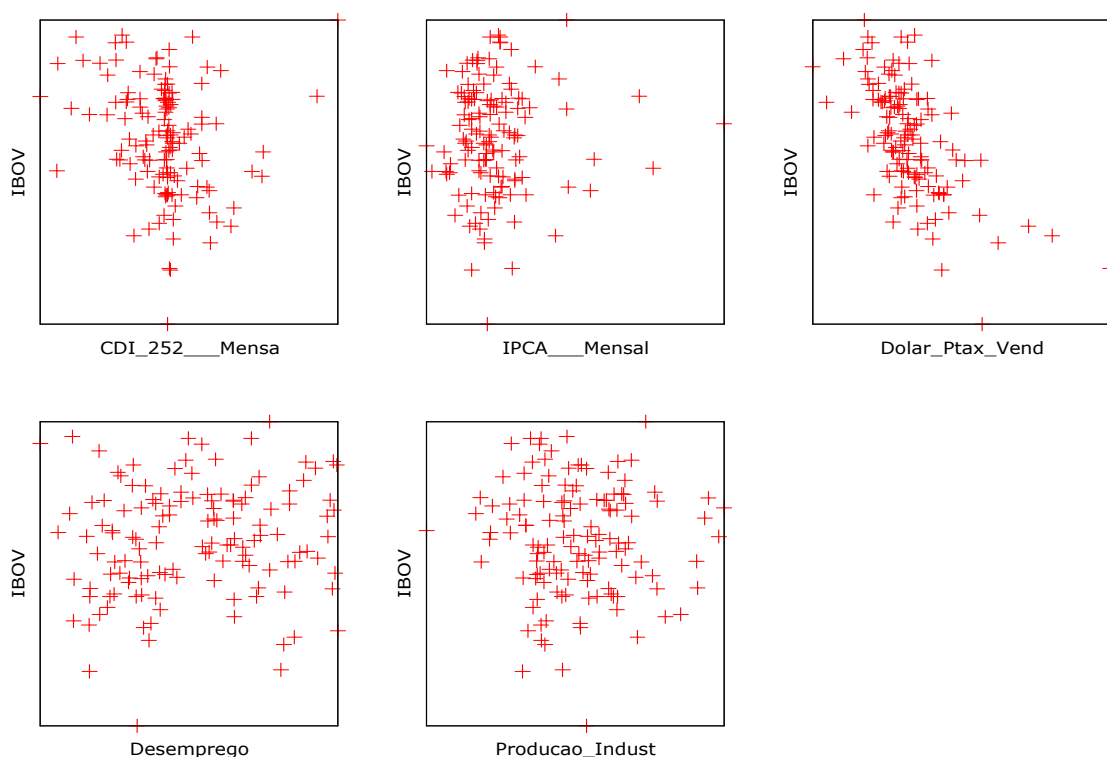 IBOV
CDI_252___Mensa
IBOV
IPCA___Mensal
IBOV
Dolar_Ptax_Vend
IBOV
Desemprego
IBOV
Producao_Indust